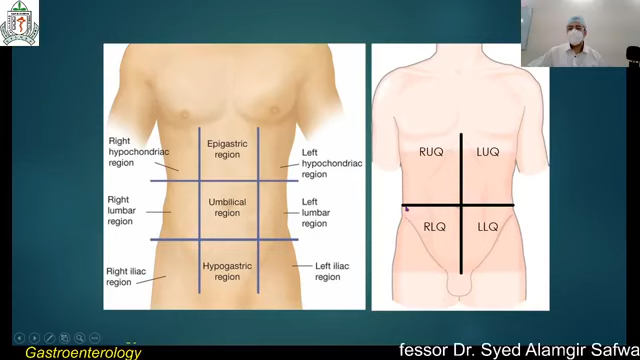 Right
hypochondriac
region
Epigastric
region
Left
hypochondriac
region
Right
lumbar
region
Umbilical
region
Left
lumbar
region
Right iliac
region
Hypogastric
region
Left iliac
region
RUQ
LUQ
RLQ
LLQ
Gastroenterology
fessor Dr. Syed Alamgir Safwa